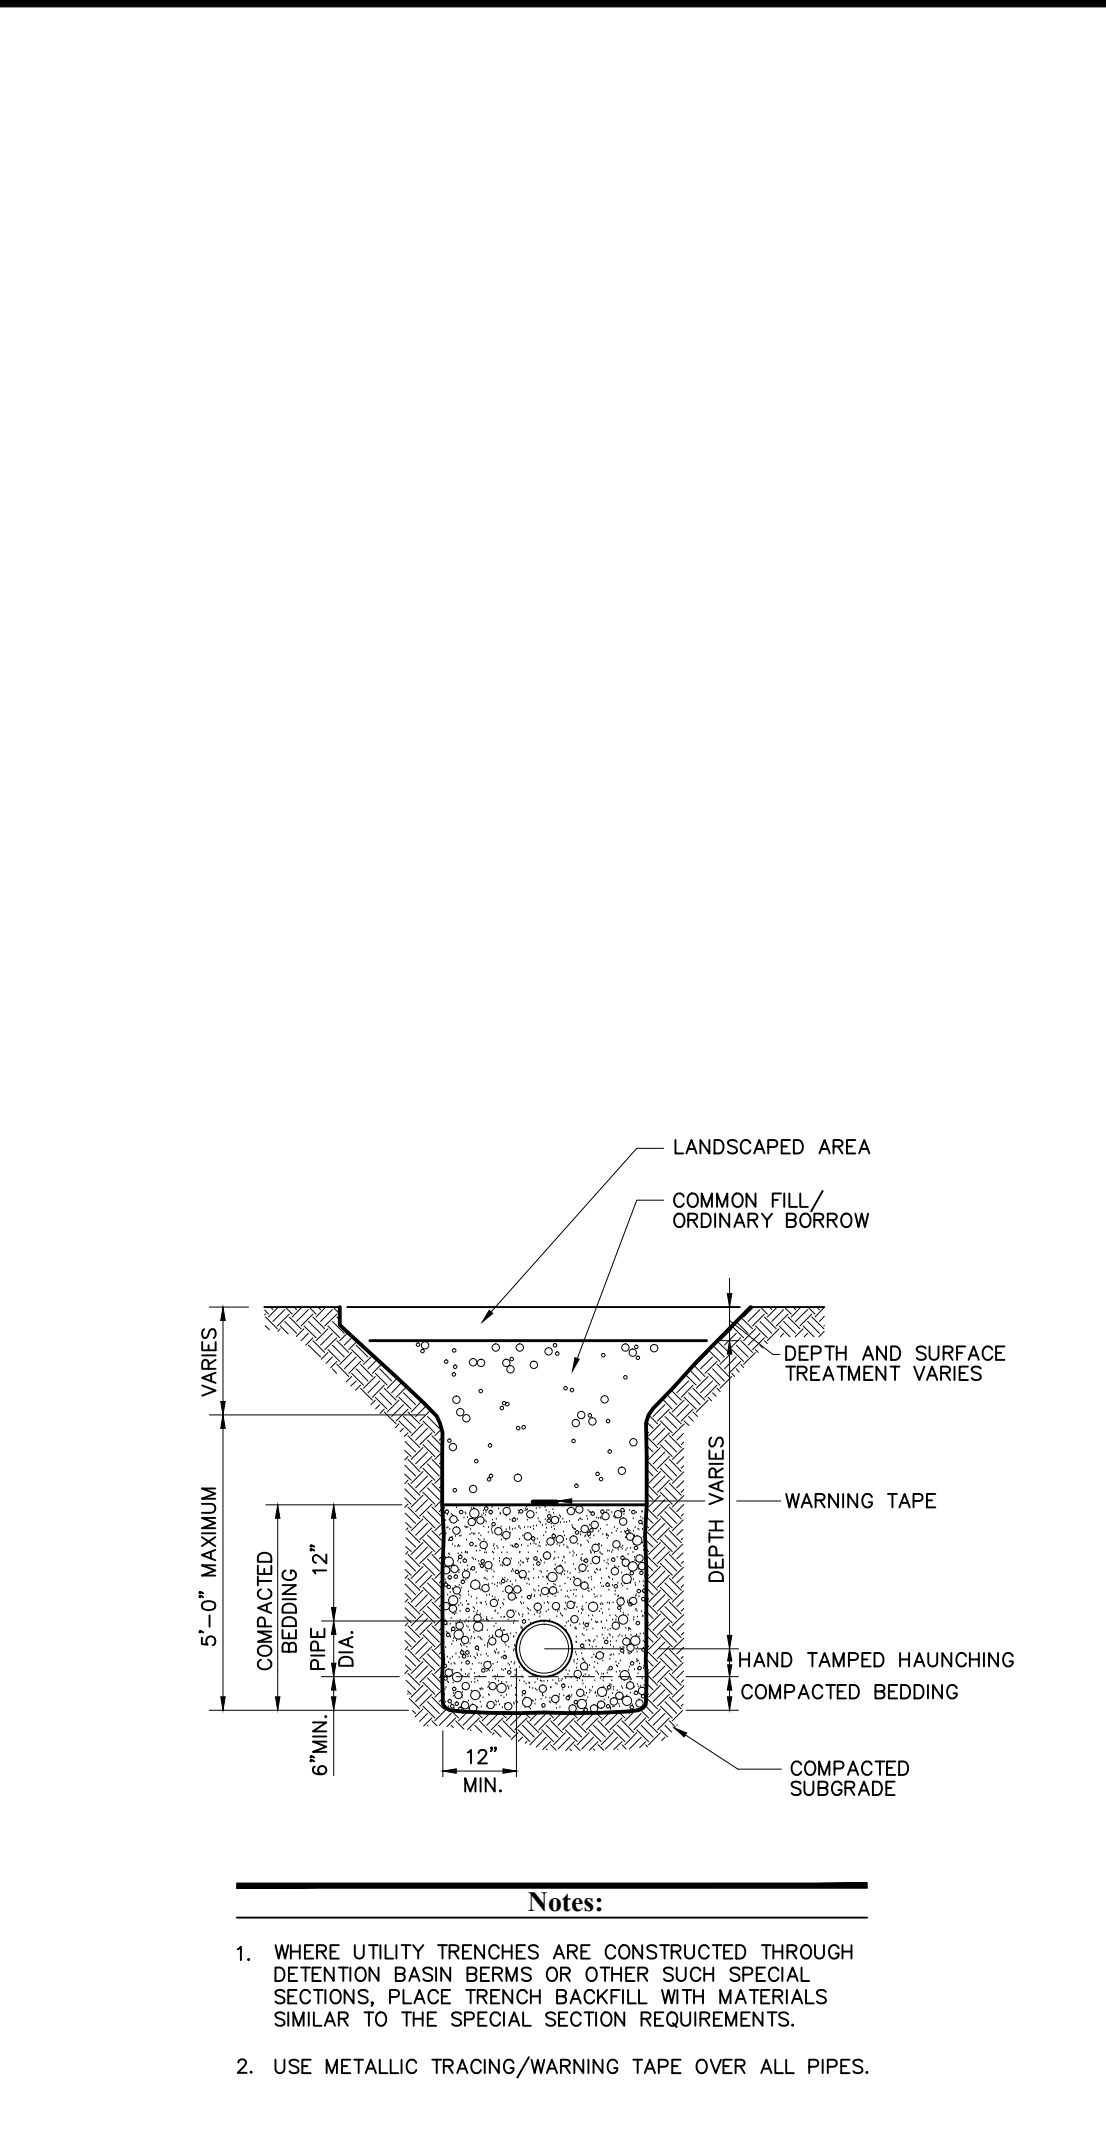 LANDSCAPED AREA
COMMON FILL/
ORDINARY BORROW
VARIES
DEPTH AND SURFACE
TREATMENT VARIES
5'-0" MAXIMUM
COMPACTED
BEDDING
12"
PIPE
DIA.
6"MIN.
DEPTH VARIES
WARNING TAPE
HAND TAMPED HAUNCHING
COMPACTED BEDDING
12"
MIN.
COMPACTED
SUBGRADE
Notes:
1. WHERE UTILITY TRENCHES ARE CONSTRUCTED THROUGH
DETENTION BASIN BERMS OR OTHER SUCH SPECIAL
SECTIONS, PLACE TRENCH BACKFILL WITH MATERIALS
SIMILAR TO THE SPECIAL SECTION REQUIREMENTS.
2. USE METALLIC TRACING/WARNING TAPE OVER ALL PIPES.